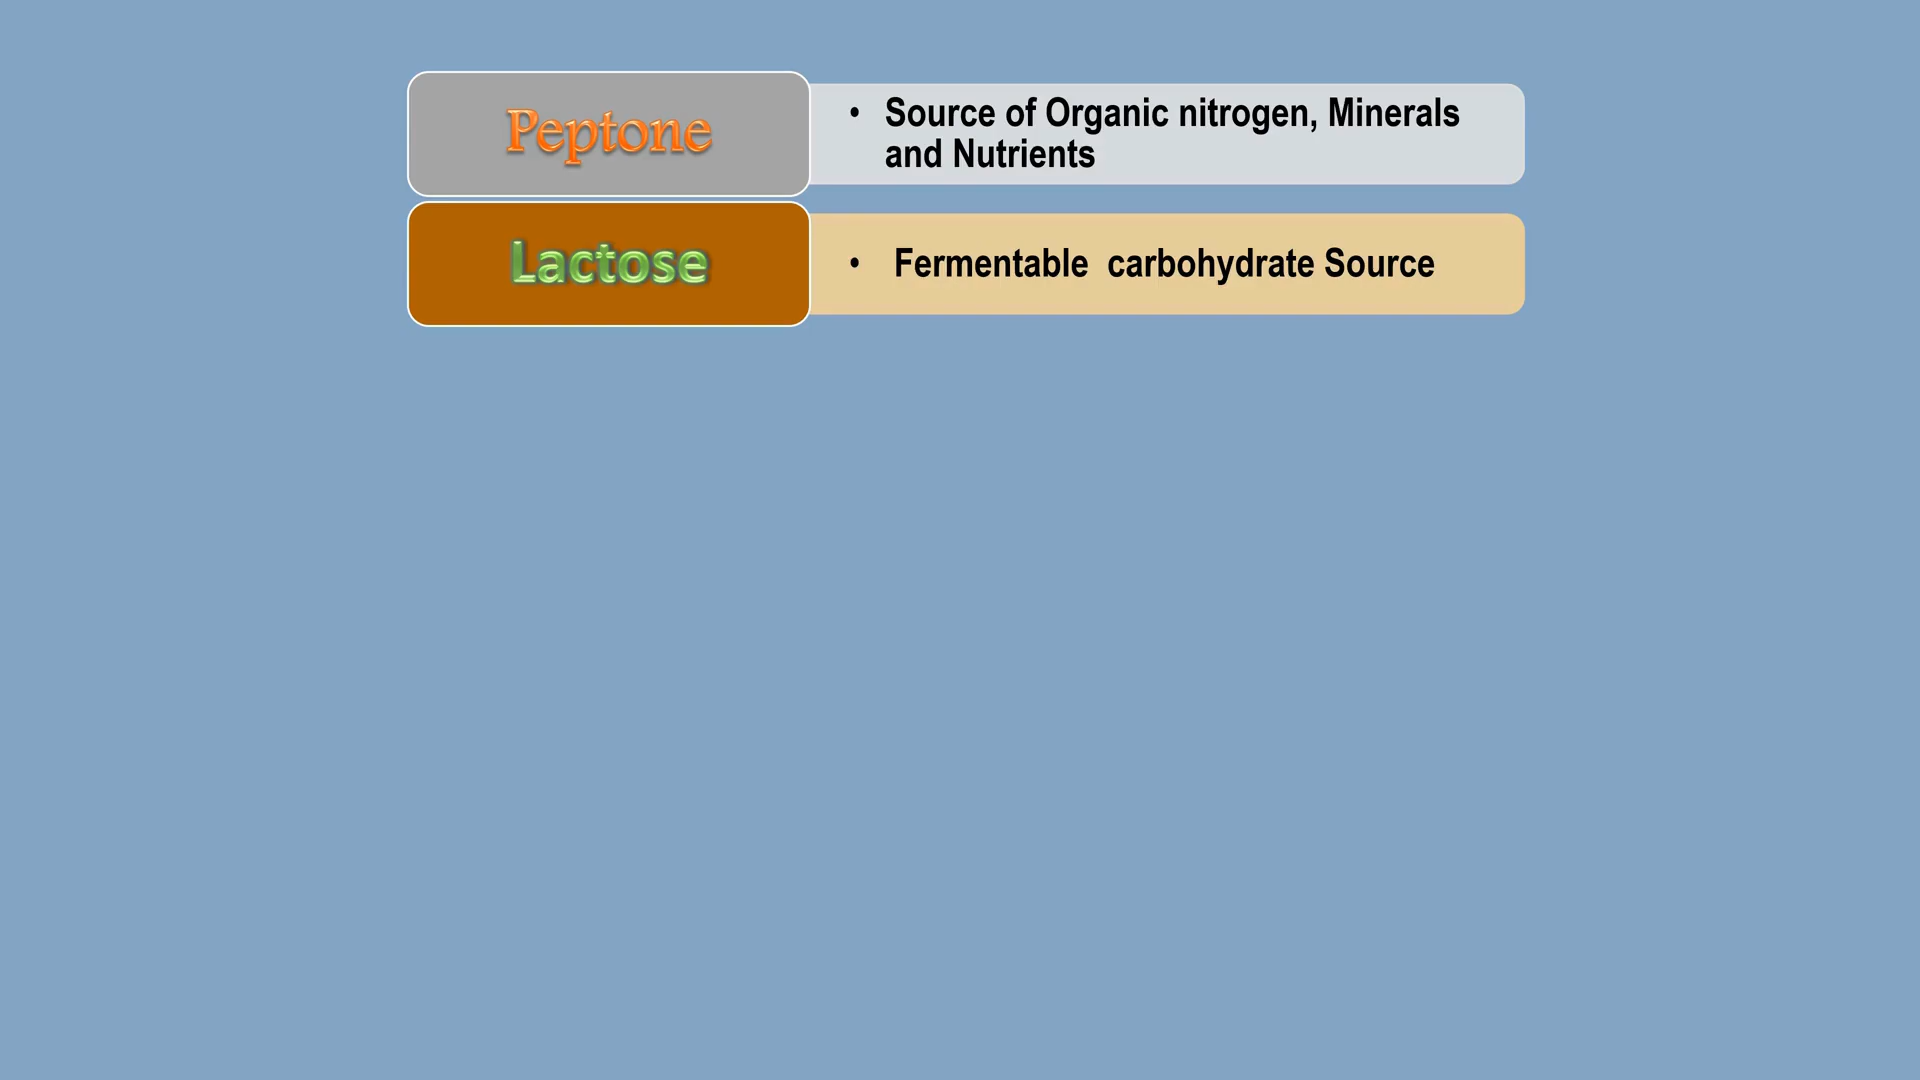 Peptone
• Source of Organic nitrogen, Minerals
and Nutrients
Lactose
• Fermentable  carbohydrate Source